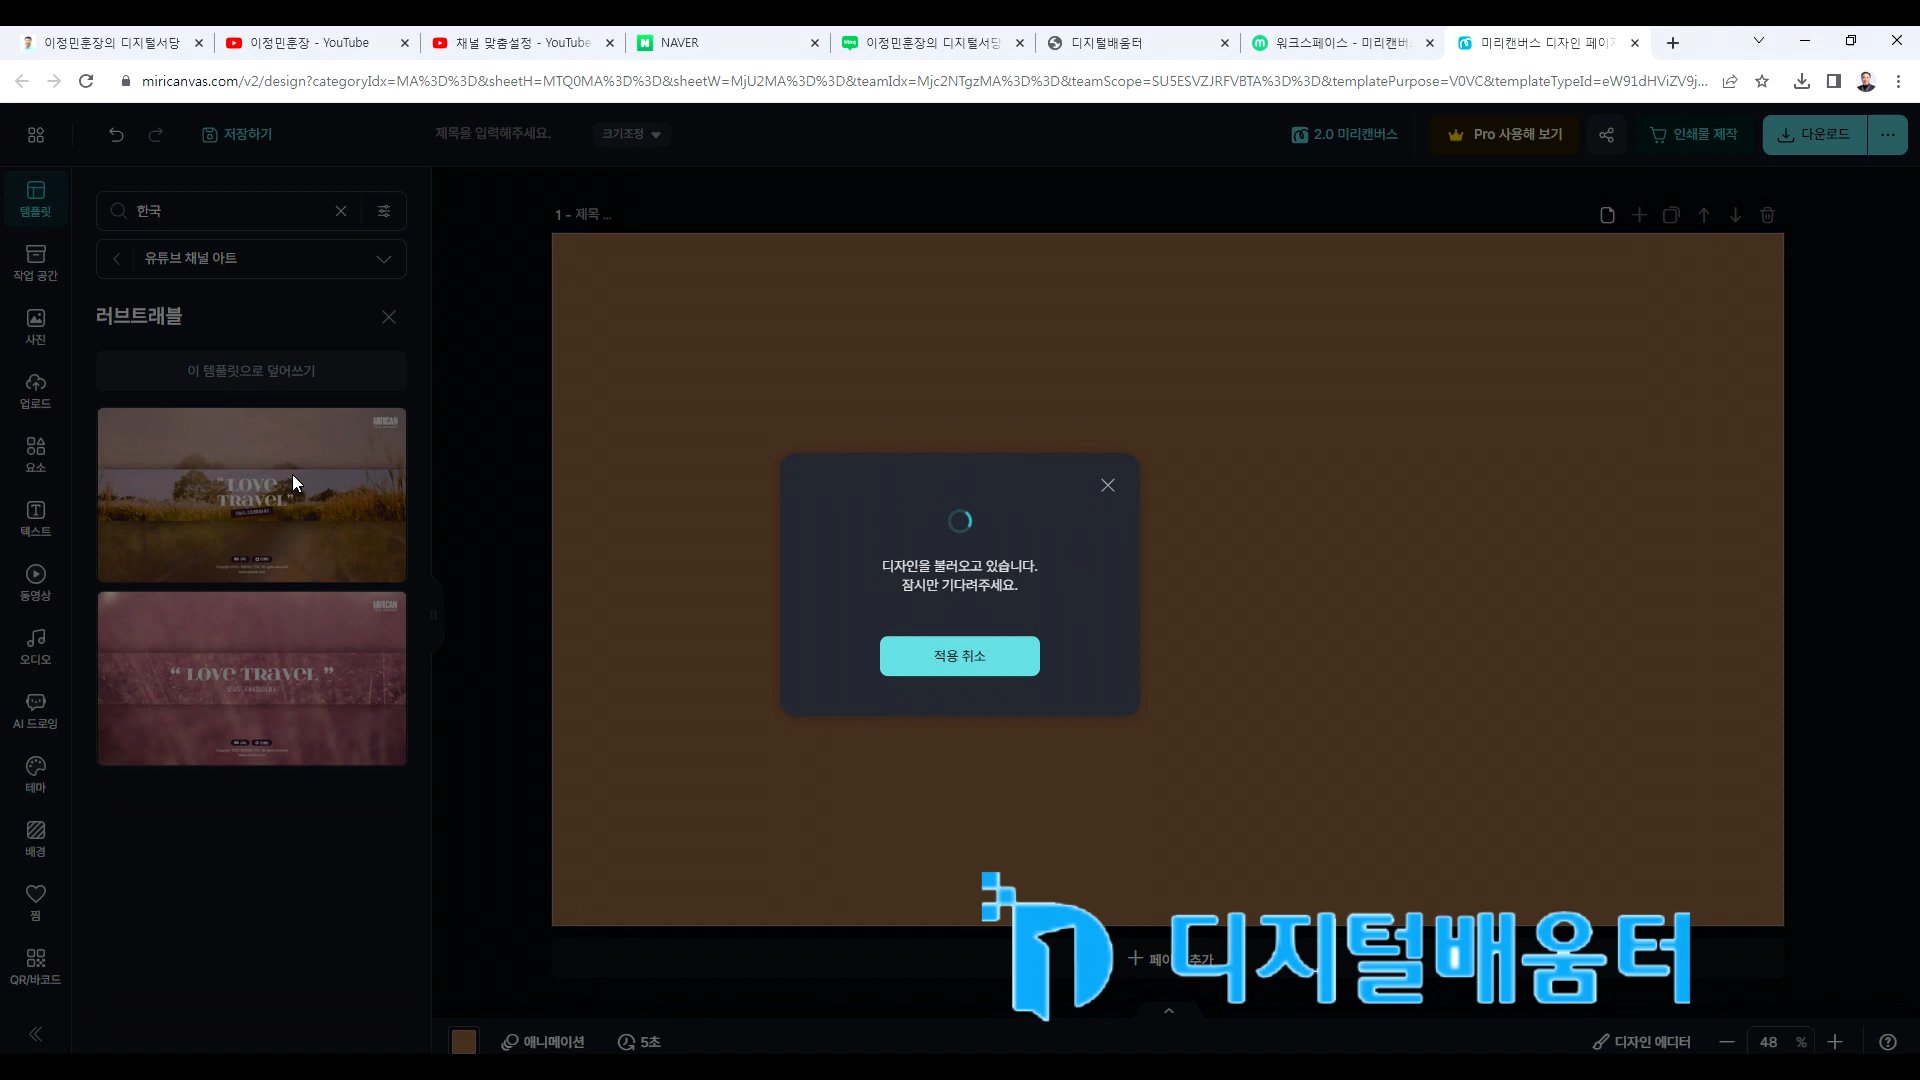 이정민훈장의 디지털서당
이정민훈장 - YouTube
채널 맞춤설정 - YouTube
NAVER
이정민훈장의 디지털서당
디지털배움터
워크스페이스 - 미리캔버
미리캔버스 디자인 페이지
miricanvas.com/v2/design?categoryIdx=MA%3D%3D&sheetH=MTQ0MA%3D%3D&sheetW=MjU2MA%3D%3D&teamIdx=Mjc2NTgzMA%3D%3D&teamScope=SU5ESVZJRFVBTA%3D%3D&templatePurpose=V0VC&templateTypeId=eW91dHViZV9j...
저장하기
제목을 입력해주세요.
크기조정
2.0 미리캔버스
Pro 사용해 보기
인쇄물 제작
다운로드
템플릿
작업 공간
사진
업로드
요소
텍스트
동영상
오디오
AI 드로잉
테마
배경
찜
QR/바코드
한국
유튜브 채널 아트
러브트래블
이 템플릿으로 덮어쓰기
MIRICAN
"LOVE
TRAVEL"
MIRICAN
" LOVE TRAVEL "
1 - 제목 ...
디자인을 불러오고 있습니다.
잠시만 기다려주세요.
적용 취소
추가
디지털배움터
애니메이션
5초
디자인 에디터
48 %